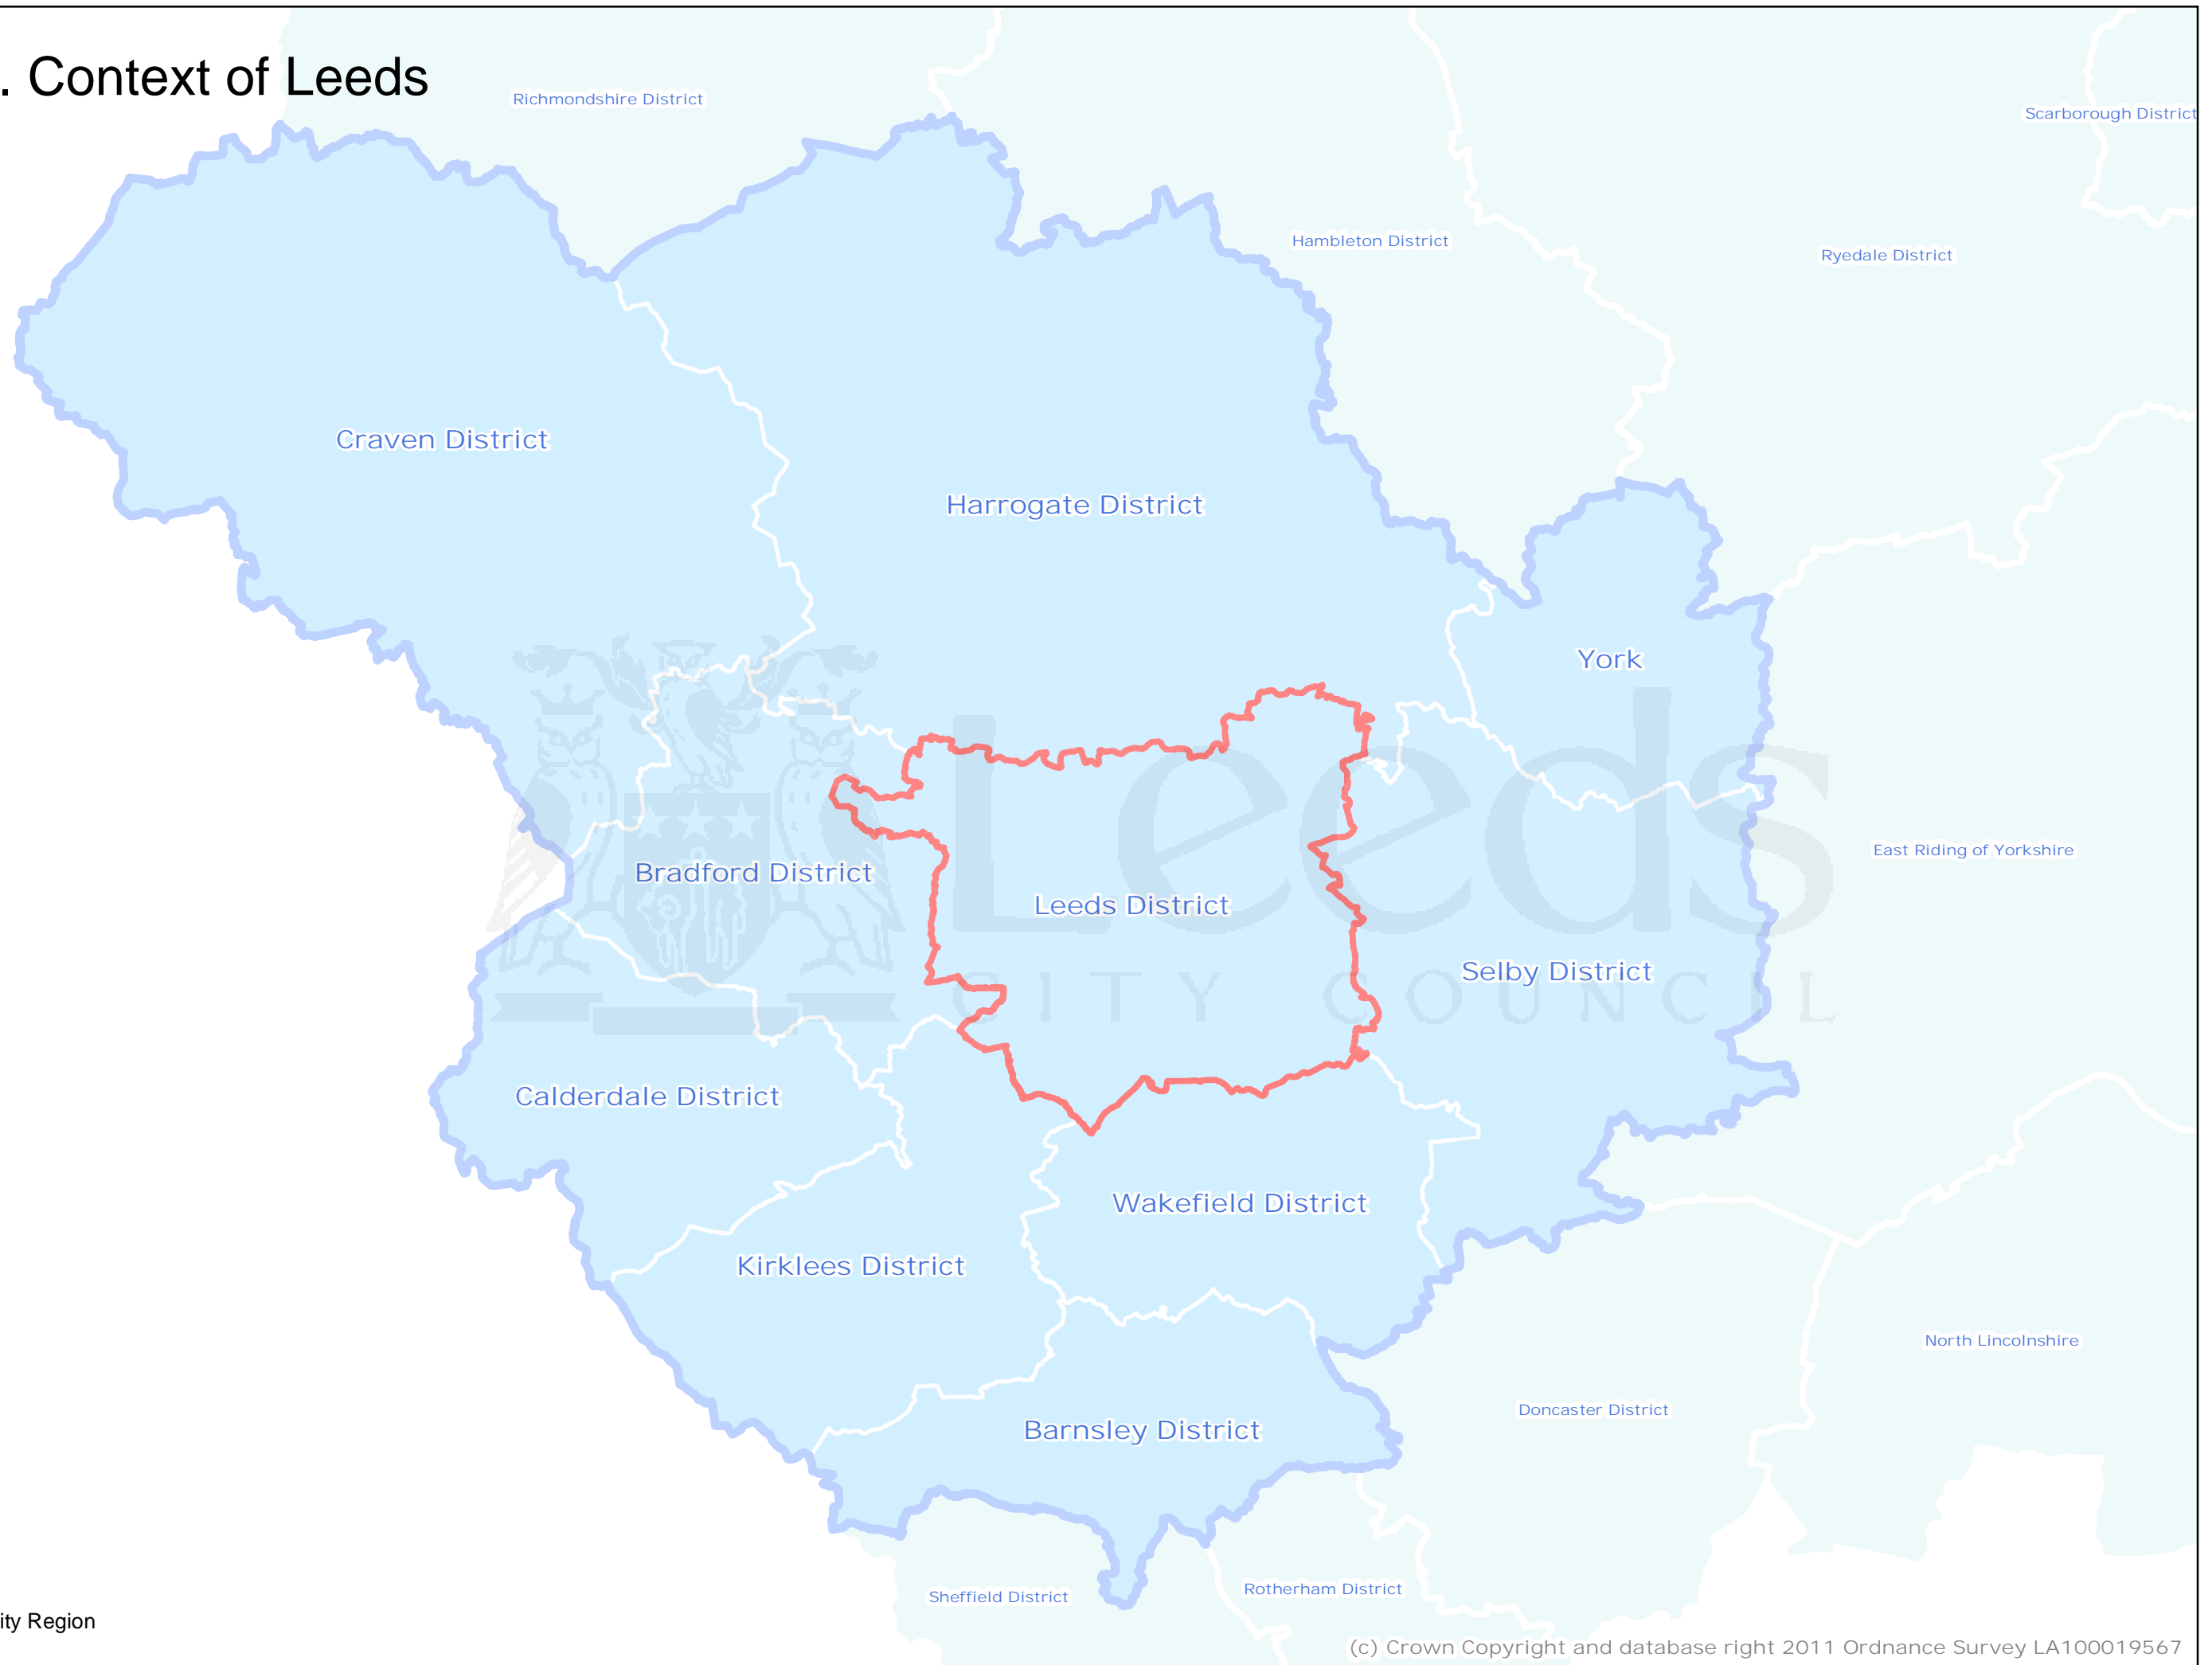 . Context of Leeds
Richmondshire District
Scarborough District
Hambleton District
Ryedale District
Craven District
Harrogate District
York
Leeds
CITY COUNCIL
East Riding of Yorkshire
Bradford District
Leeds District
Selby District
Calderdale District
Wakefield District
Kirklees District
North Lincolnshire
Doncaster District
Barnsley District
Rotherham District
Sheffield District
ity Region
(c) Crown Copyright and database right 2011 Ordnance Survey LA100019567